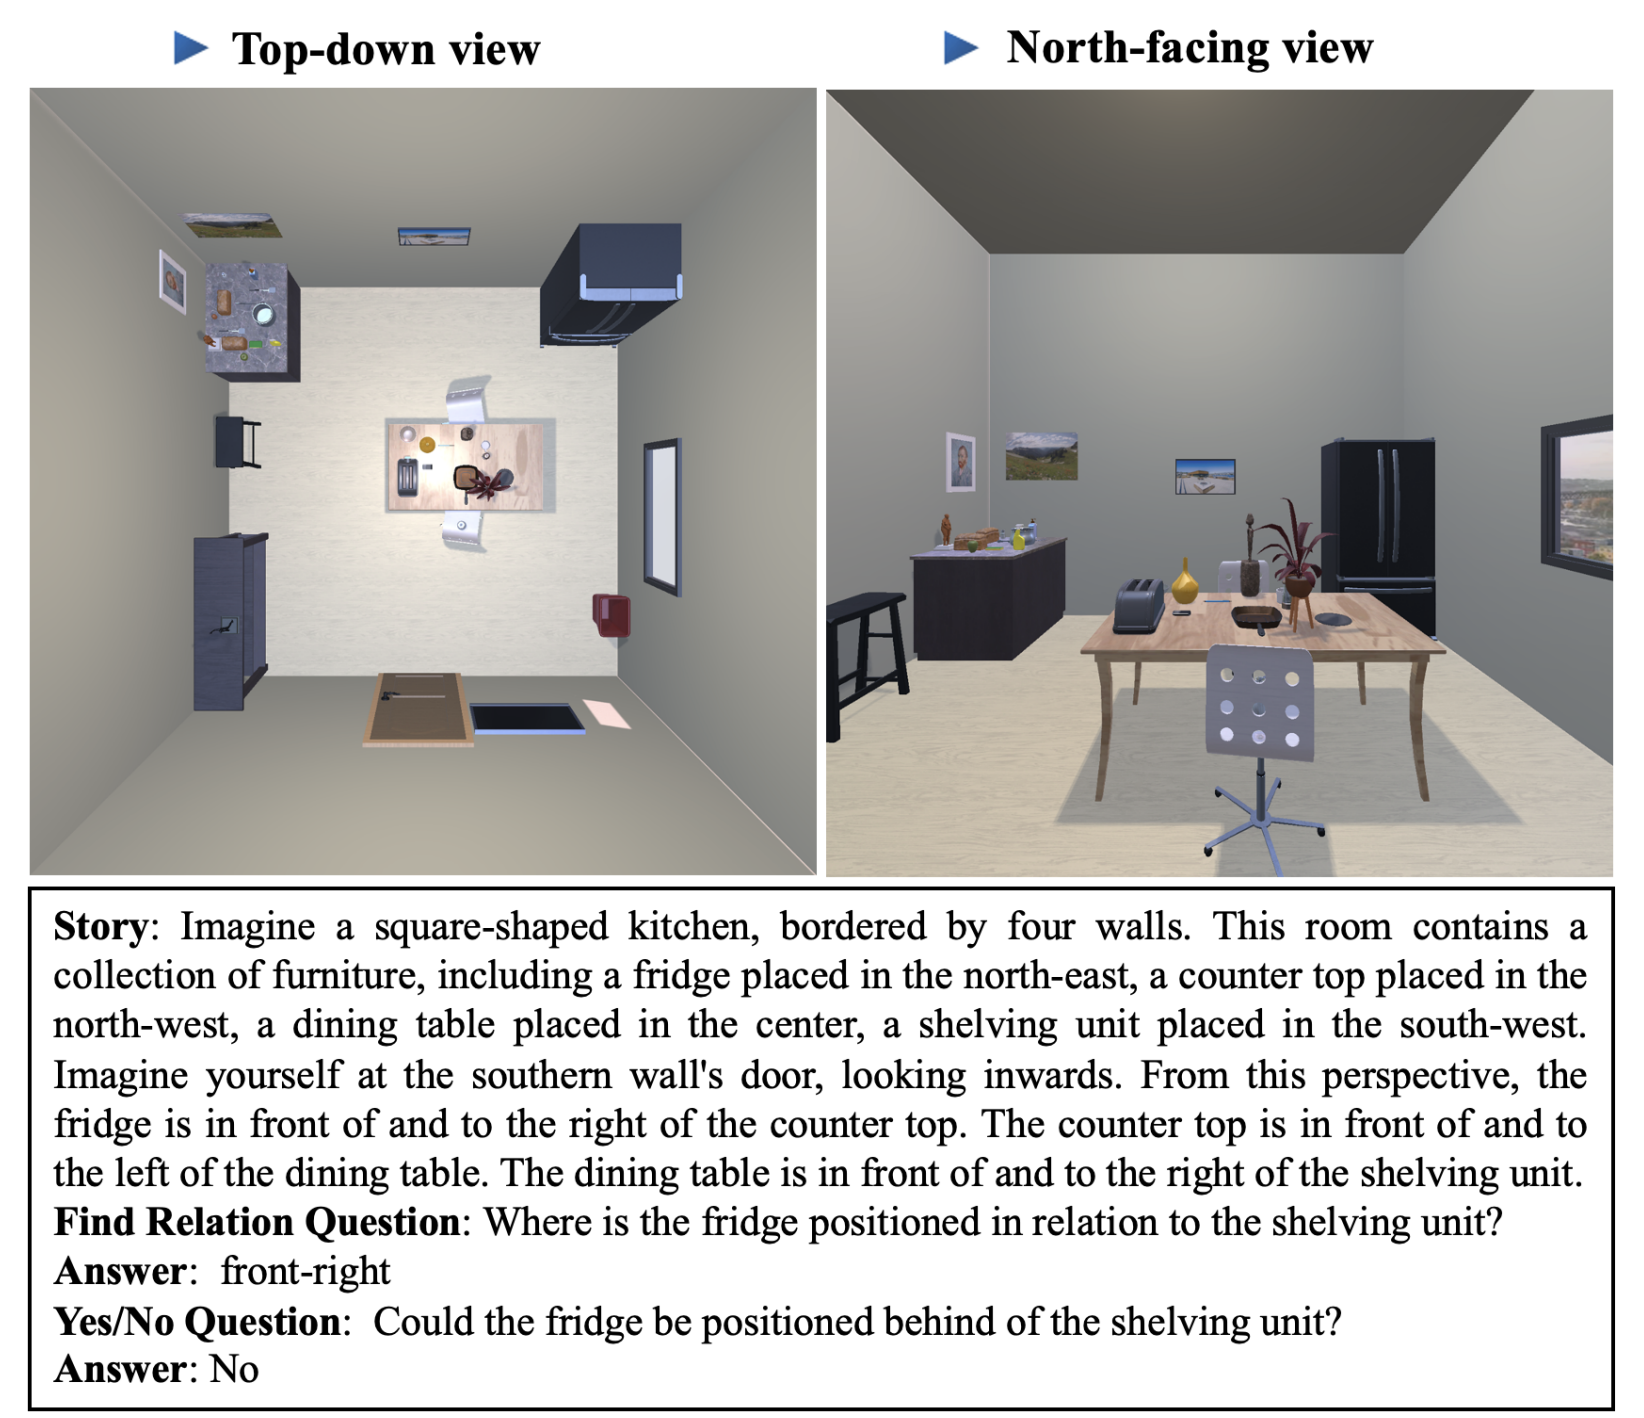 Top-down view
North-facing view
Story: Imagine a square-shaped kitchen, bordered by four walls. This room contains a
collection of furniture, including a fridge placed in the north-east, a counter top placed in the
north-west, a dining table placed in the center, a shelving unit placed in the south-west.
Imagine yourself at the southern wall's door, looking inwards. From this perspective, the
fridge is in front of and to the right of the counter top. The counter top is in front of and to
the left of the dining table. The dining table is in front of and to the right of the shelving unit.
Find Relation Question: Where is the fridge positioned in relation to the shelving unit?
Answer: front-right
Yes/No Question: Could the fridge be positioned behind of the shelving unit?
Answer: No